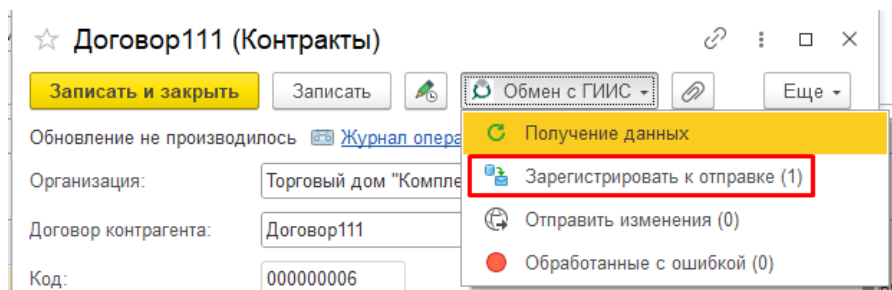 Договор111 (Контракты)
Записать и закрыть Записать Обмен с ГИИС Еще
Обновление не производилось Журнал опера
Получение данных
Организация: Торговый дом "Компле
Зарегистрировать к отправке (1)
Договор контрагента: Договор111
Отправить изменения (0)
Код: 000000006
Обработанные с ошибкой (0)